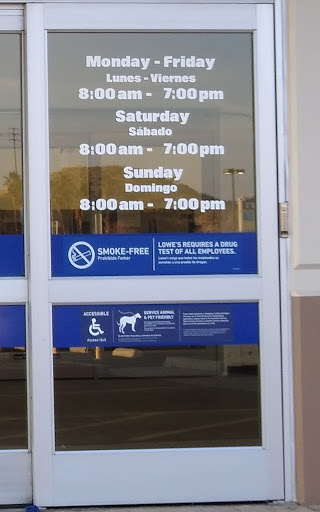 Monday - Friday
Lunes - Viernes
8:00 am - 7:00 pm
Saturday
Sábado
8:00 am - 7:00 pm
Sunday
Domingo
8:00 am - 7:00 pm
SMOKE-FREE
Prohibido Fumar
LOWE'S REQUIRES A DRUG
TEST OF ALL EMPLOYEES.
ACCESSIBLE
SERVICE ANIMAL
& PET FRIENDLY